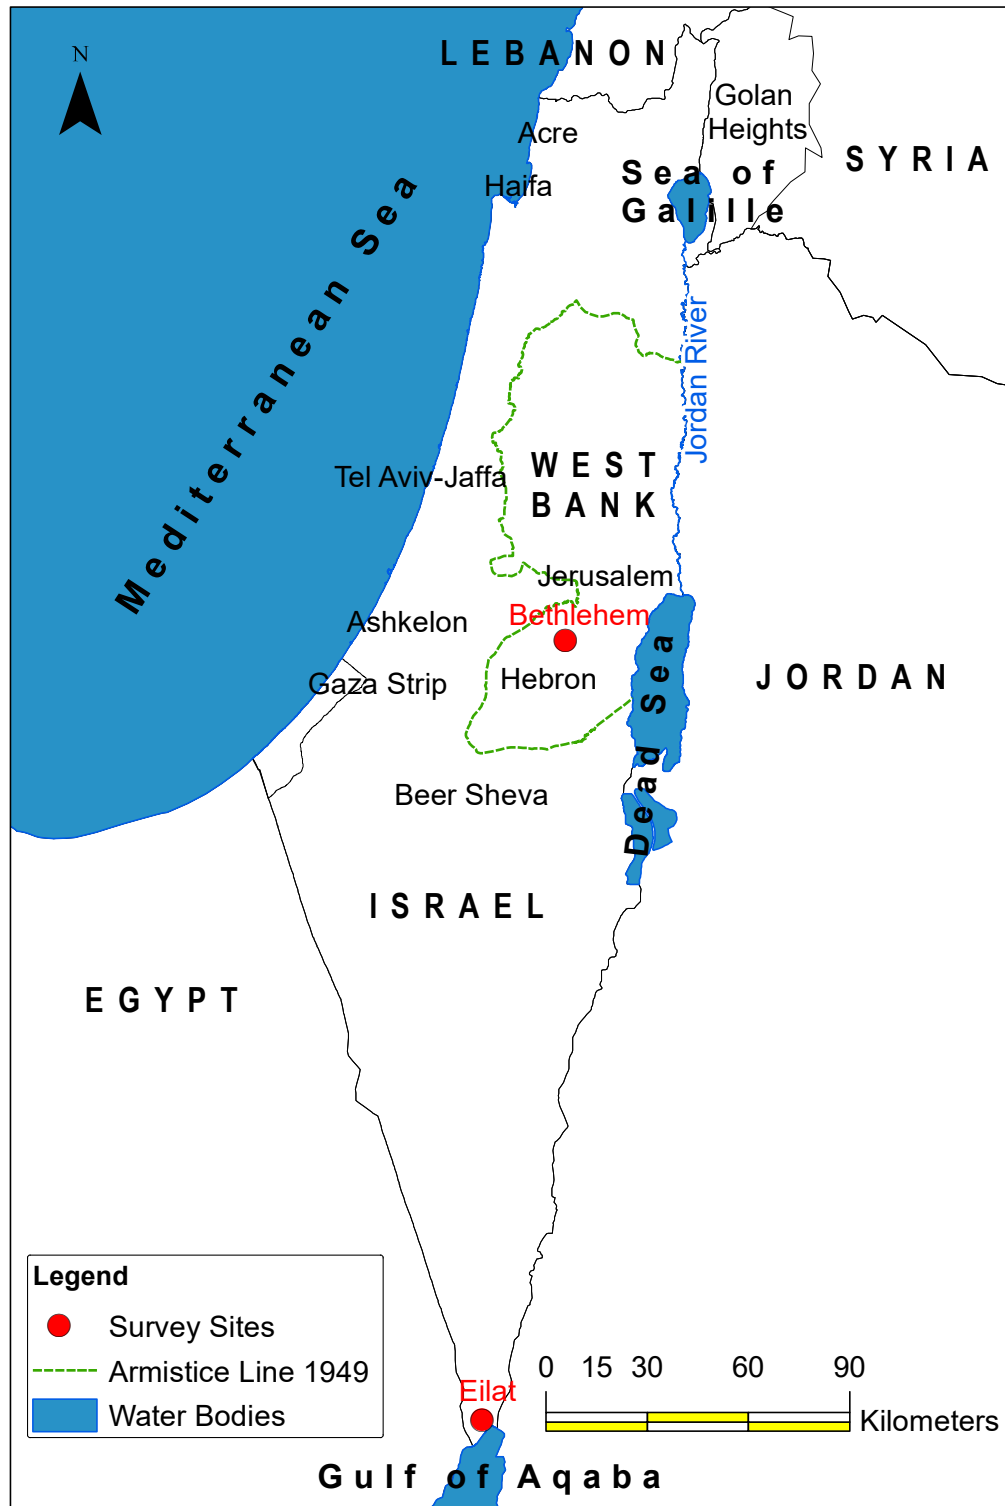 N
LEBANON
Golan
Heights
Acre
SYRIA
Sea of
Galille
Haifa
Mediterranean Sea
Jordan River
WEST
BANK
Tel Aviv-Jaffa
Jerusalem
Bethlehem
Ashkelon
Hebron
Gaza Strip
Dead Sea
JORDAN
Beer Sheva
ISRAEL
EGYPT
Legend
Survey Sites
Armistice Line 1949
Water Bodies
Eilat
0 15 30 60 90
Kilometers
Gulf of Aqaba